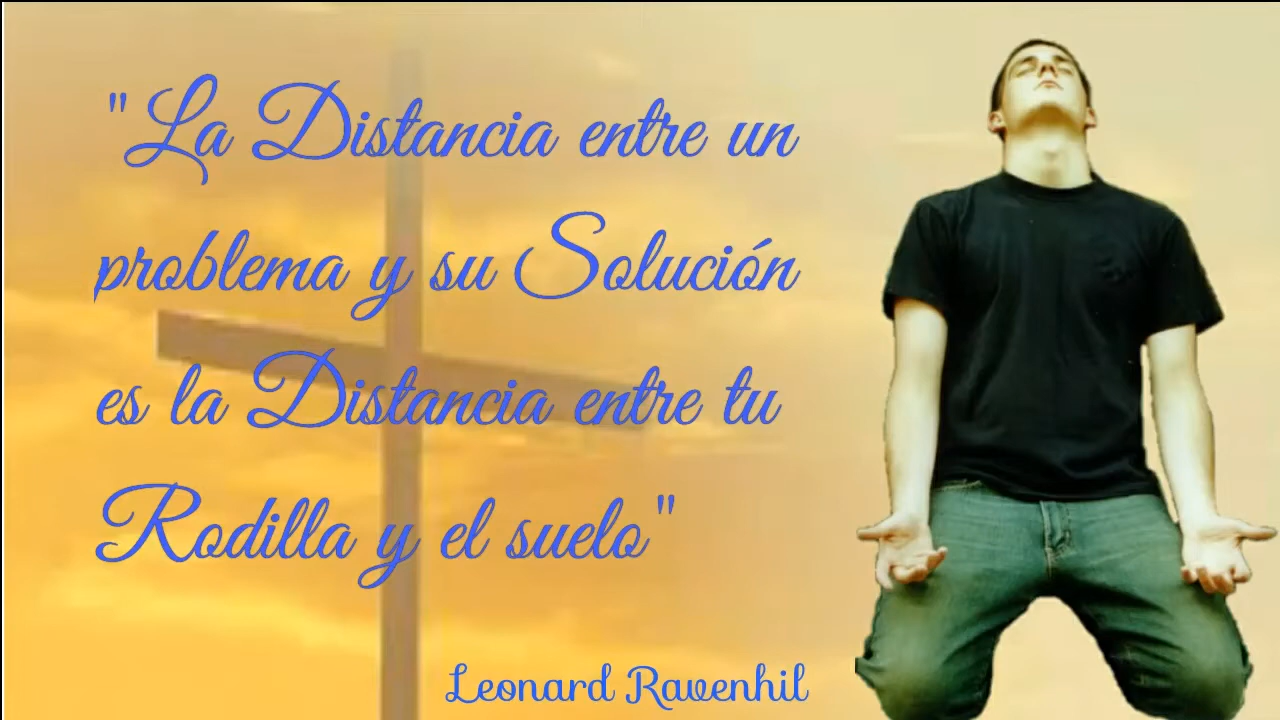 "La Distancia entre un
problema y su Solución
es la Distancia entre tu
Rodilla y el suelo"
Leonard Ravenhil